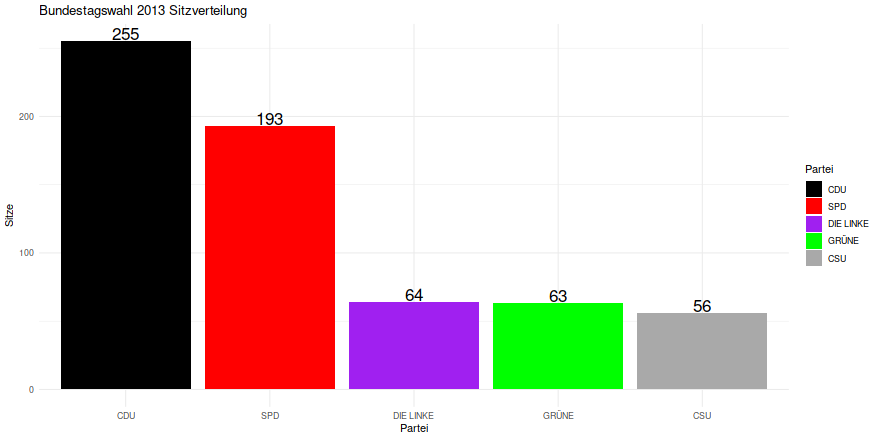 Bundestagswahl 2013 Sitzverteilung
255
193
64
63
56
200
100
0
Sitze
CDU
SPD
DIE LINKE
GRÜNE
CSU
Partei
Partei
CDU
SPD
DIE LINKE
GRÜNE
CSU